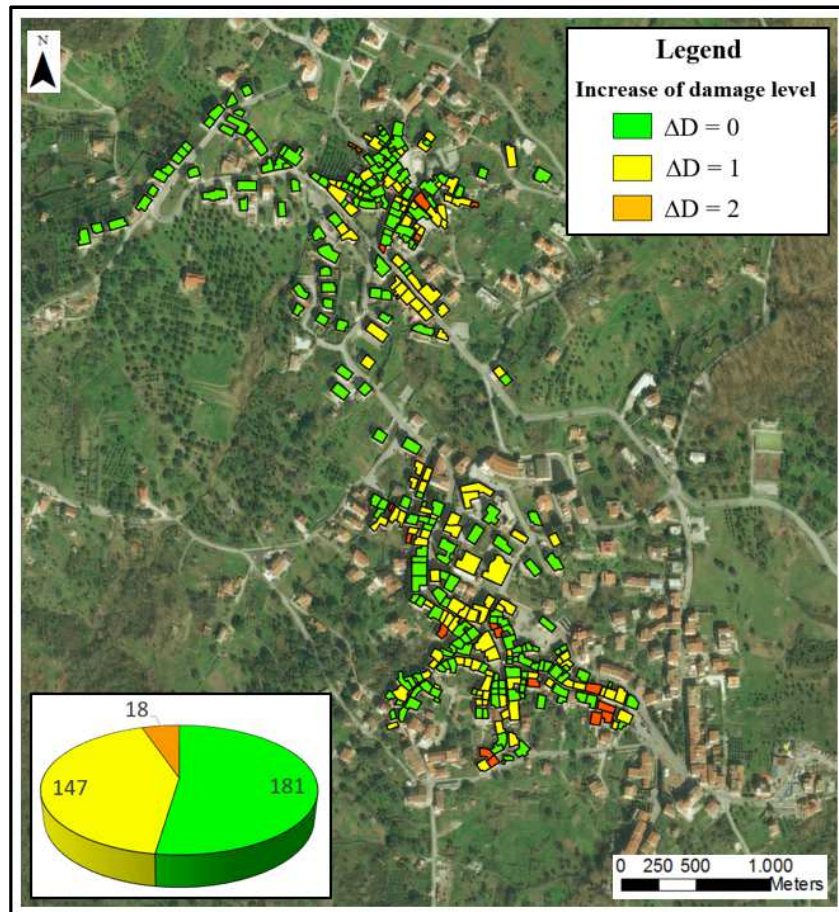 N
Legend
Increase of damage level
ΔD = 0
ΔD = 1
ΔD = 2
18
147
181
0 250 500 1.000
Meters